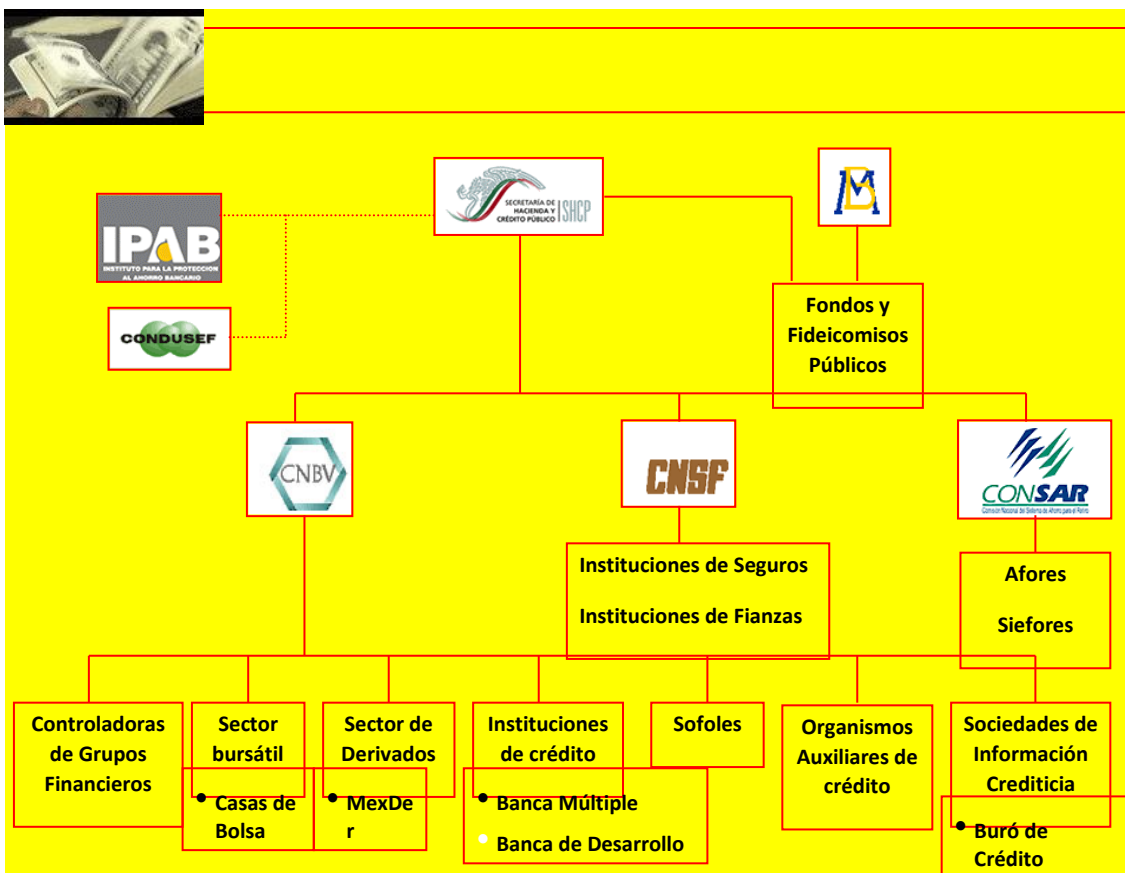 SECRETARÍA DE
HACIENDA Y
CRÉDITO PÚBLICO
SHCP
BM
IPAB
INSTITUTO PARA LA PROTECCION
AL AHORRO BANCARIO
CONDUSEF
Fondos y
Fideicomisos
Públicos
CNBV
CNSF
CONSAR
Comisión Nacional del Sistema de Ahorro para el Retiro
Instituciones de Seguros
Instituciones de Fianzas
Afores
Siefores
Controladoras
de Grupos
Financieros
Sector
bursátil
• Casas de
Bolsa
Sector de
Derivados
• MexDe
r
Instituciones
de crédito
• Banca Múltiple
• Banca de Desarrollo
Sofoles
Organismos
Auxiliares de
crédito
Sociedades de
Información
Crediticia
• Buró de
Crédito